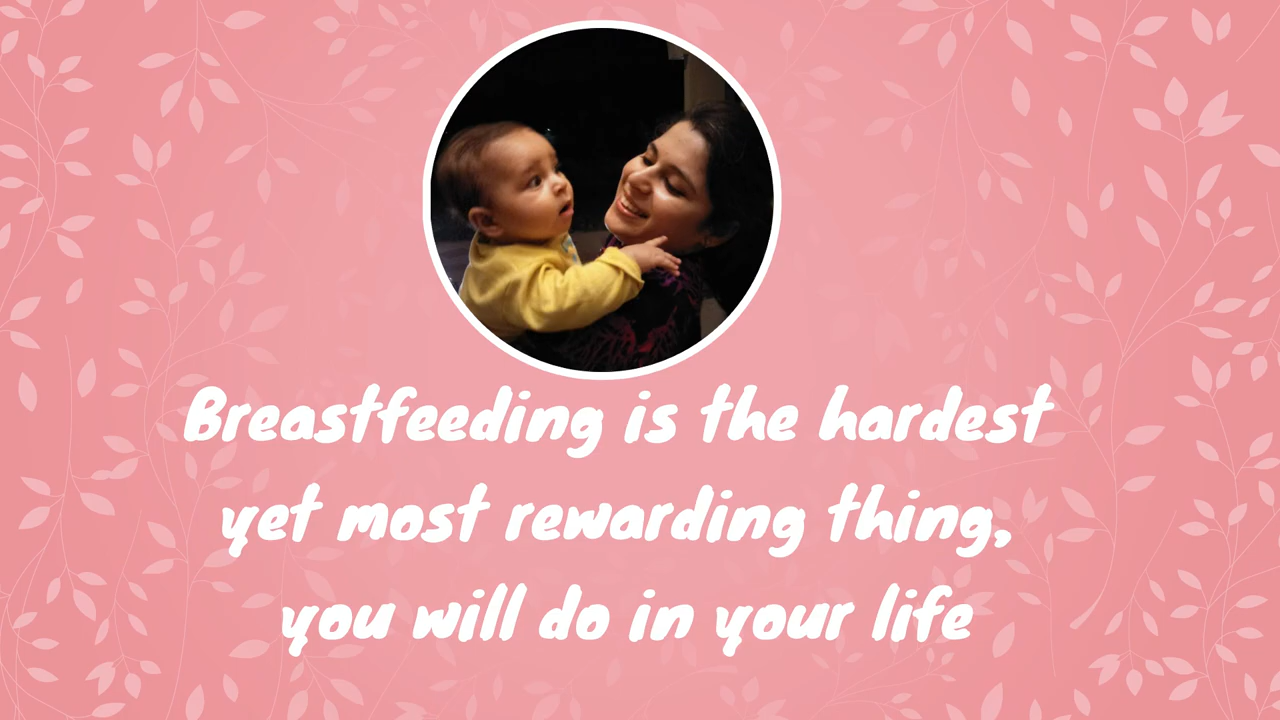 Breastfeeding is the hardest
yet most rewarding thing,
you will do in your life